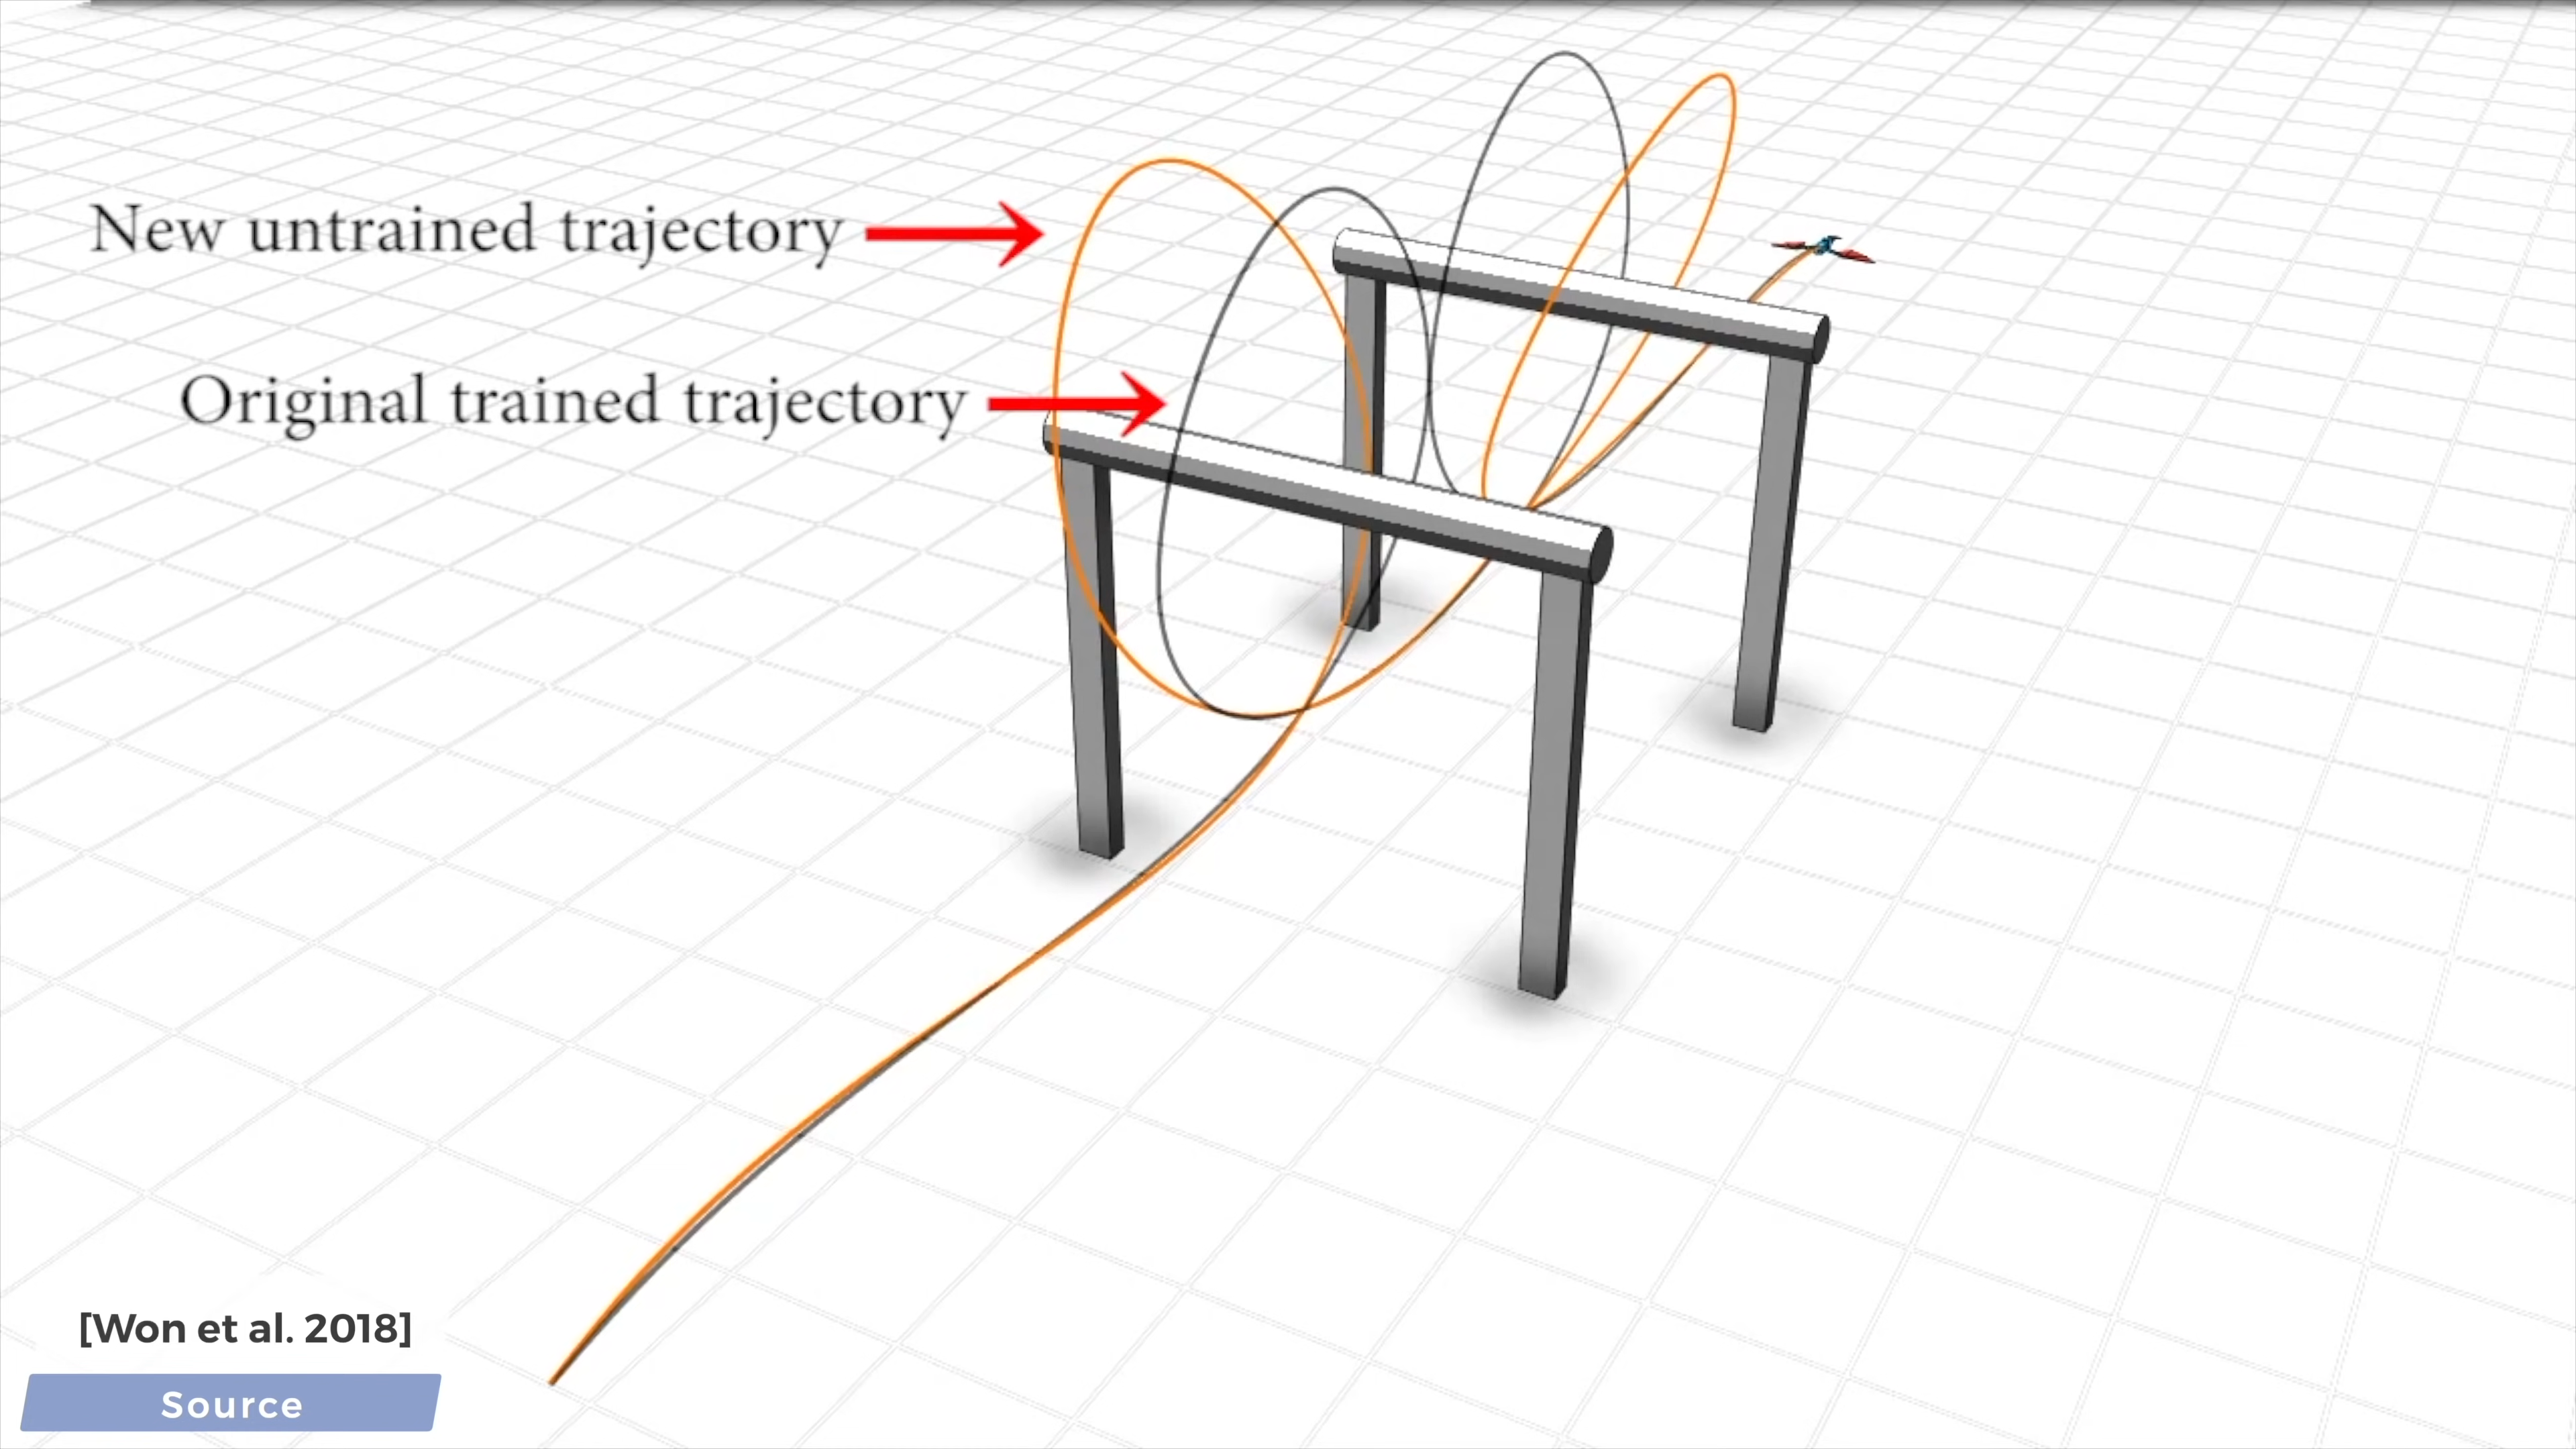 New untrained trajectory
Original trained trajectory
[Won et al. 2018]
Source